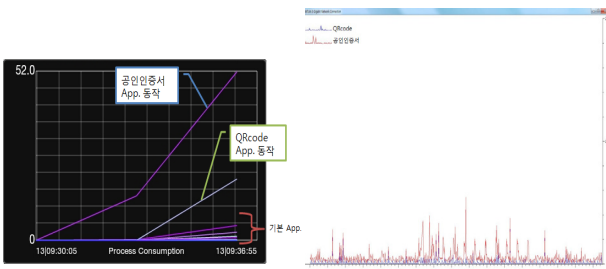 52.0
공인인증서
App. 동작
QRcode
App. 동작
기본 App.
0
13|09:30:05
Process Consumption
13|09:36:55
QRcode
공인인증서